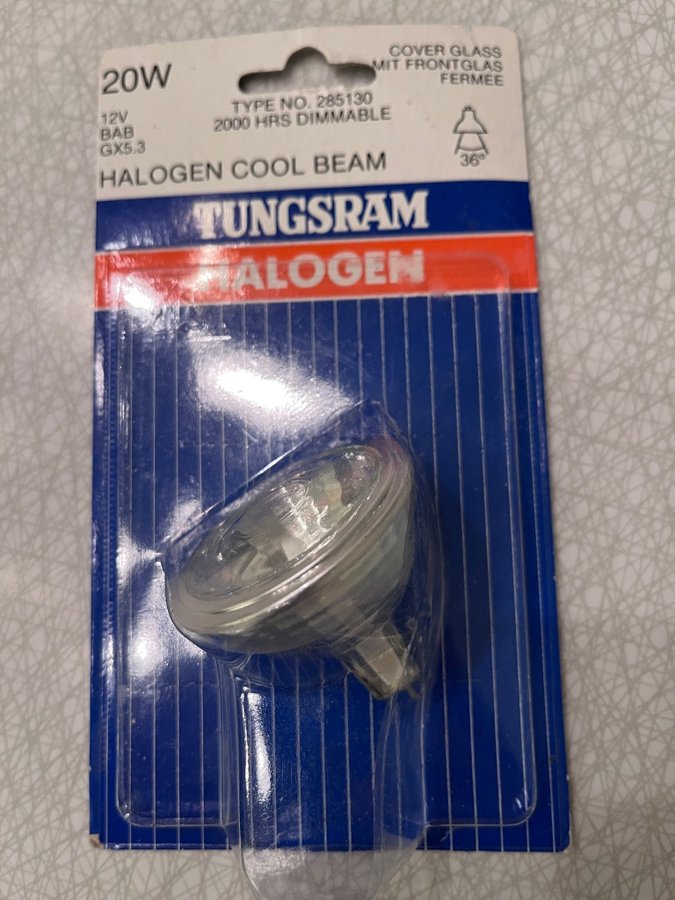 20W
12V
BAB
GX5.3
TYPE NO. 285130
2000 HRS DIMMABLE
COVER GLASS
MIT FRONTGLAS
FERMEE
36°
HALOGEN COOL BEAM
TUNGSRAM
HALOGEN